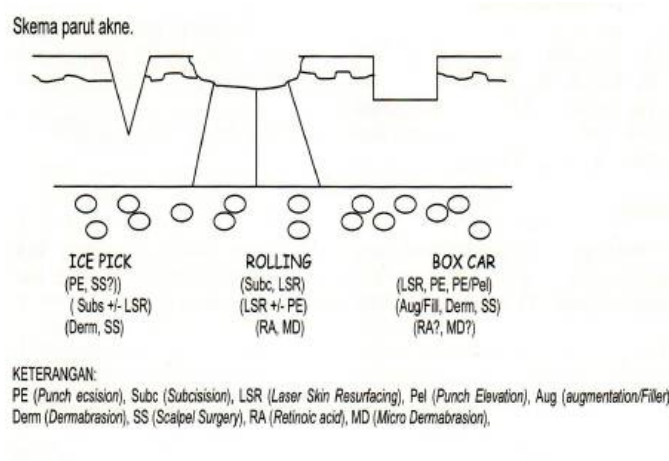 Skema parut akne.
ICE PICK ROLLING BOX CAR
(PE, SS?)) (Subc, LSR) (LSR, PE, PE/Pel)
( Subs +/- LSR) (LSR +/- PE) (Aug/Fill, Derm, SS)
(Derm, SS) (RA, MD) (RA?, MD?)
KETERANGAN:
PE (Punch ecsision), Subc (Subcisision), LSR (Laser Skin Resurfacing), Pel (Punch Elevation), Aug (augmentation/Filler)
Derm (Dermabrasion), SS (Scalpel Surgery), RA (Retinoic acid), MD (Micro Dermabrasion),